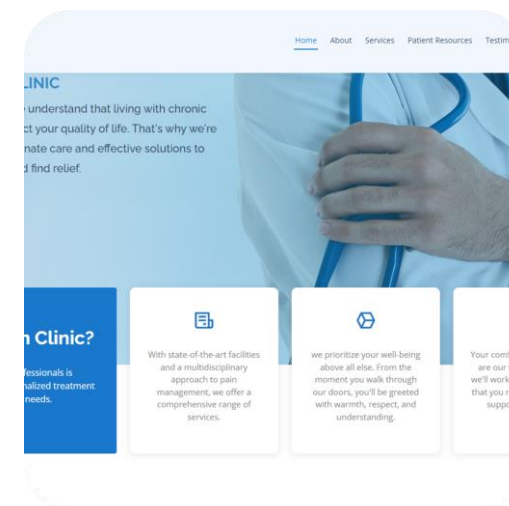 Home About Services Patient Resources Testim
LINIC
understand that living with chronic
ct your quality of life. That's why we're
nate care and effective solutions to
d find relief.
n Clinic?
fessionals is
nalized treatment
needs.
With state-of-the-art facilities
and a multidisciplinary
approach to pain
management, we offer a
comprehensive range of
services.
we prioritize your well-being
above all else. From the
moment you walk through
our doors, you'll be greeted
with warmth, respect, and
understanding.
Your com
are our
we'll work
that you r
suppo